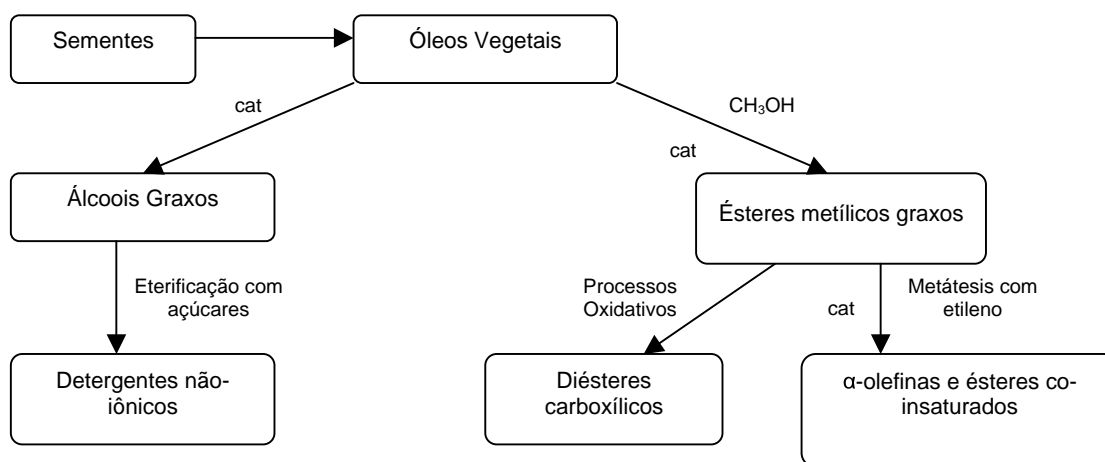 Sementes
Óleos Vegetais
cat
CH₃OH
cat
Álcoois Graxos
Ésteres metílicos graxos
Eterificação com
açúcares
Processos
Oxidativos
cat
Metátesis com
etileno
Detergentes não-
iônicos
Diésteres
carboxílicos
α-olefinas e ésteres co-
insaturados